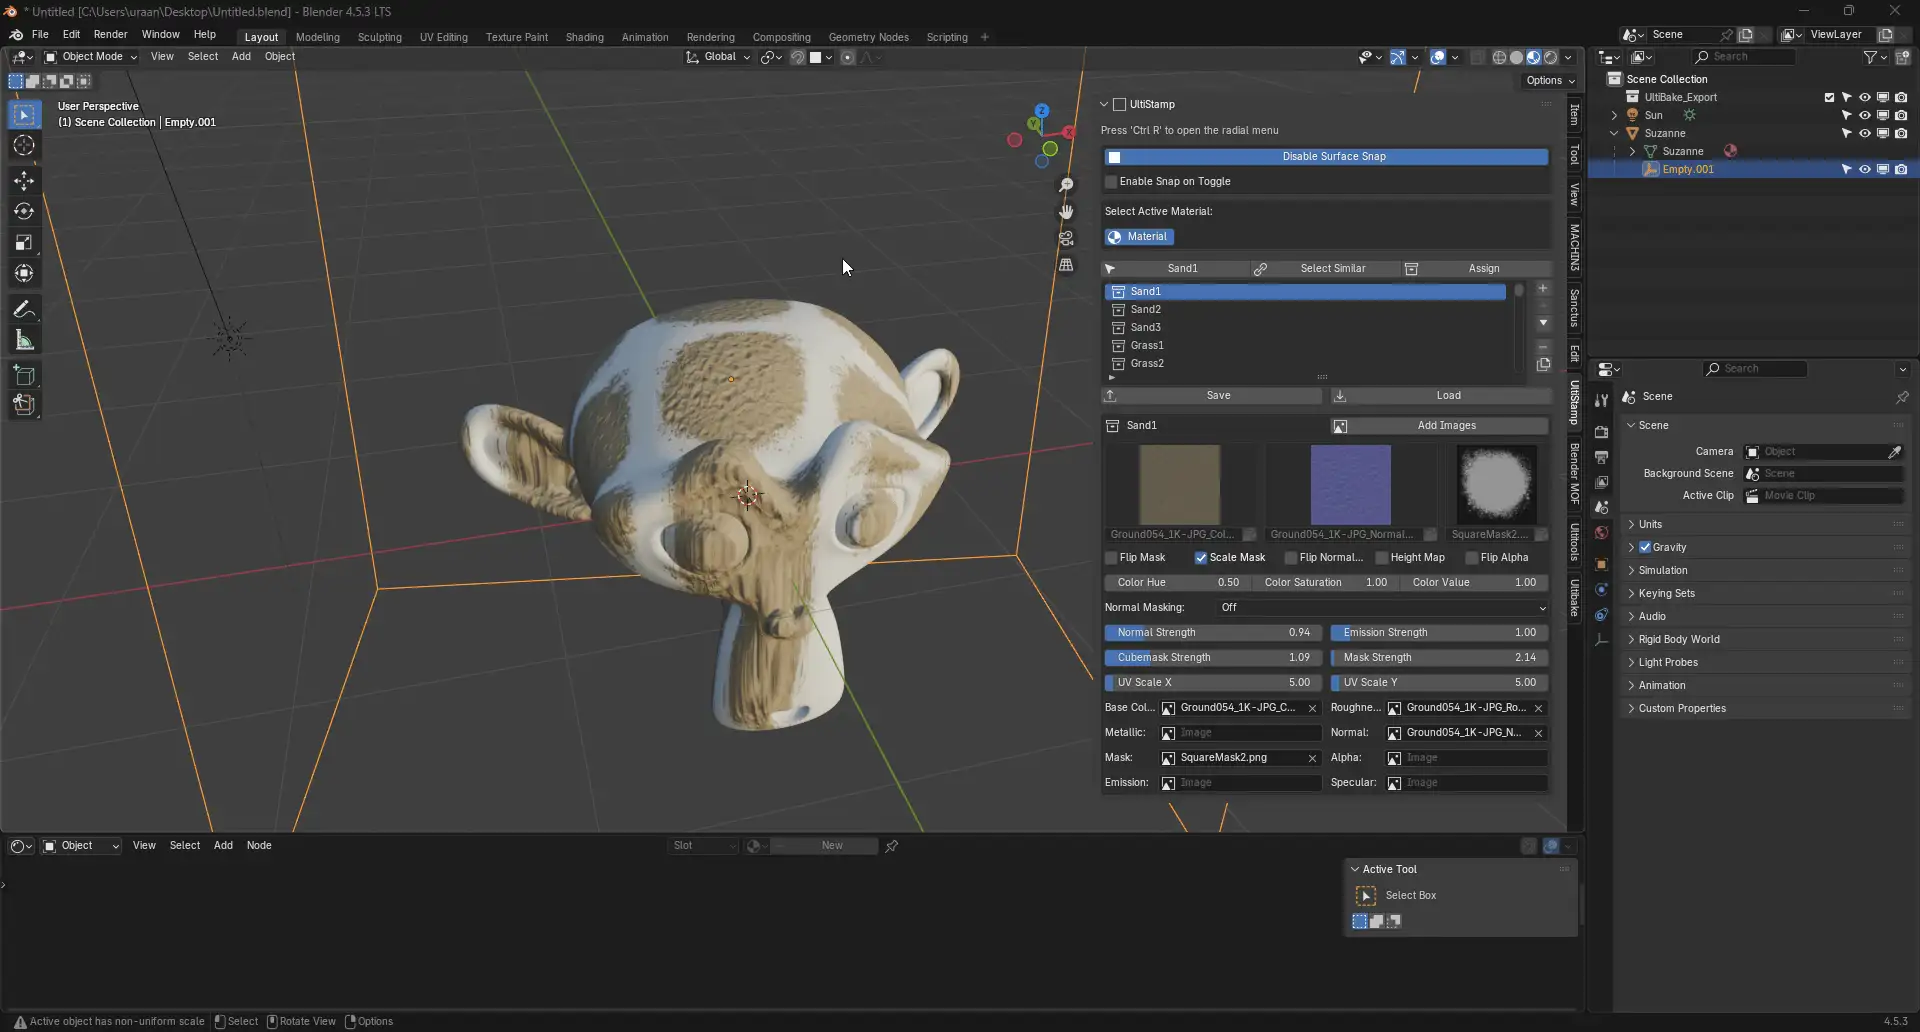 * Untitled [C:\Users\uraan\Desktop\Untitled.blend] - Blender 4.5.3 LTS
File Edit Render Window Help
Layout Modeling Sculpting UV Editing Texture Paint Shading Animation Rendering Compositing Geometry Nodes Scripting +
Scene
ViewLayer
Object Mode View Select Add Object
Global
Options
Search
User Perspective
(1) Scene Collection | Empty.001
Z
Y
X
UltiStamp
Press 'Ctrl R' to open the radial menu
Disable Surface Snap
Enable Snap on Toggle
Select Active Material:
Material
Sand1 Select Similar Assign
Sand1
Sand2
Sand3
Grass1
Grass2
Save Load
Sand1 Add Images
Ground054_1K-JPG_Col... Ground054_1K-JPG_Normal... SquareMask2....
Flip Mask Scale Mask Flip Normal... Height Map Flip Alpha
Color Hue 0.50 Color Saturation 1.00 Color Value 1.00
Normal Masking: Off
Normal Strength 0.94 Emission Strength 1.00
Cubemask Strength 1.09 Mask Strength 2.14
UV Scale X 5.00 UV Scale Y 5.00
Base Col... Ground054_1K-JPG_C... Roughne... Ground054_1K-JPG_Ro...
Metallic: Image Normal: Ground054_1K-JPG_N...
Mask: SquareMask2.png Alpha: Image
Emission: Image Specular: Image
Item
Tool
View
MACHIN3
Sanctus
Edit
UltiStamp
Blender MOF
Ultitools
Ultibake
Scene Collection
UltiBake_Export
Sun
Suzanne
Suzanne
Empty.001
Search
Scene
Scene
Camera Object
Background Scene Scene
Active Clip Movie Clip
Units
Gravity
Simulation
Keying Sets
Audio
Rigid Body World
Light Probes
Animation
Custom Properties
Object View Select Add Node
Slot
New
Active Tool
Select Box
Active object has non-uniform scale Select Rotate View Options
4.5.3